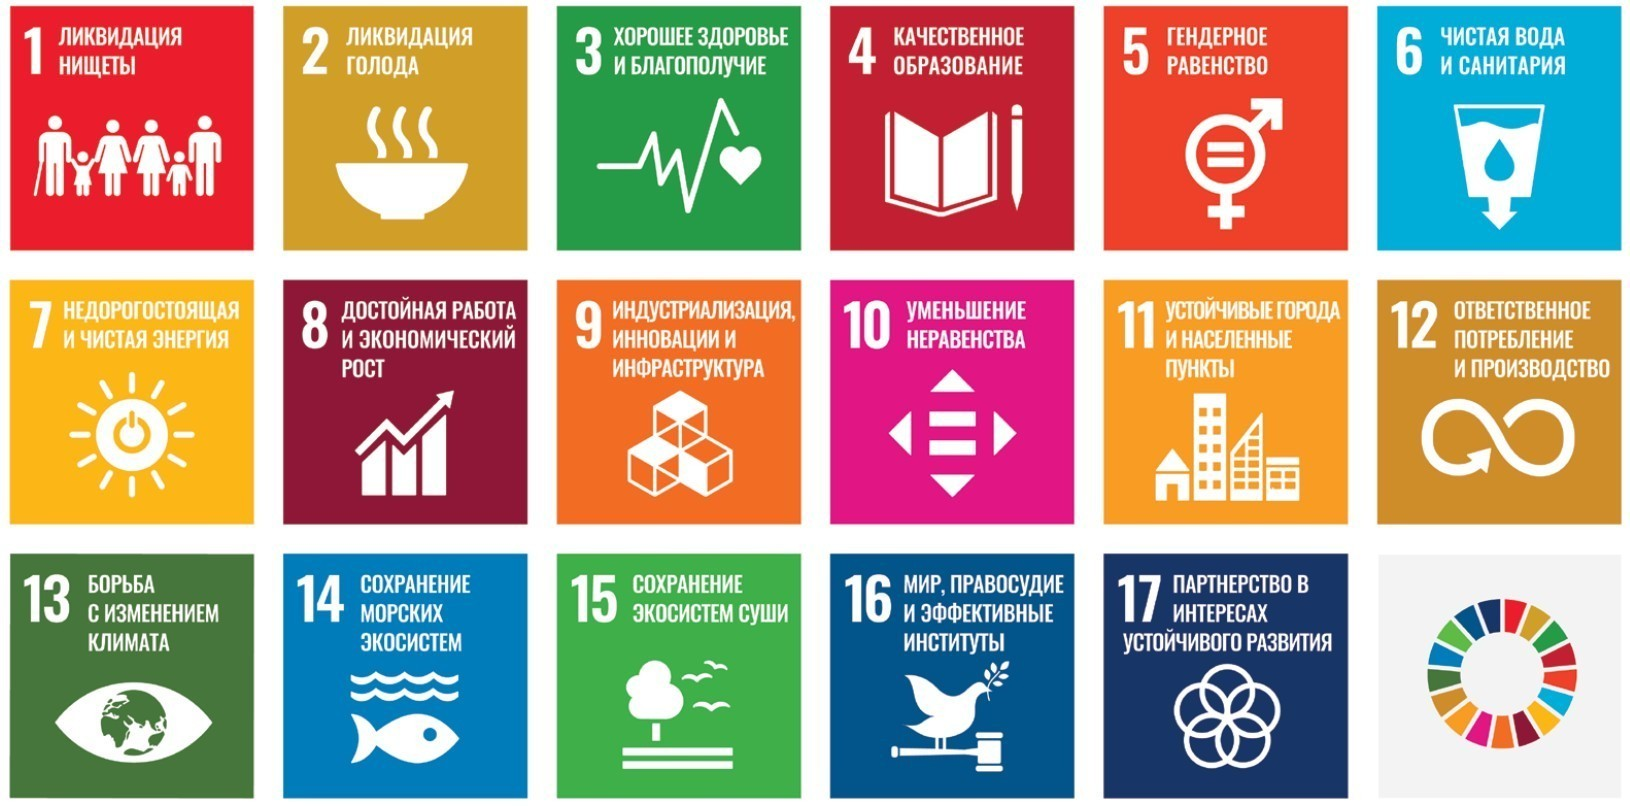 1 ЛИКВИДАЦИЯ
НИЩЕТЫ
2 ЛИКВИДАЦИЯ
ГОЛОДА
3 ХОРОШЕЕ ЗДОРОВЬЕ
И БЛАГОПОЛУЧИЕ
4 КАЧЕСТВЕННОЕ
ОБРАЗОВАНИЕ
5 ГЕНДЕРНОЕ
РАВЕНСТВО
6 ЧИСТАЯ ВОДА
И САНИТАРИЯ
7 НЕДОРОГОСТОЯЩАЯ
И ЧИСТАЯ ЭНЕРГИЯ
8 ДОСТОЙНАЯ РАБОТА
И ЭКОНОМИЧЕСКИЙ
РОСТ
9 ИНДУСТРИАЛИЗАЦИЯ,
ИННОВАЦИИ И
ИНФРАСТРУКТУРА
10 УМЕНЬШЕНИЕ
НЕРАВЕНСТВА
11 УСТОЙЧИВЫЕ ГОРОДА
И НАСЕЛЕННЫЕ
ПУНКТЫ
12 ОТВЕТСТВЕННОЕ
ПОТРЕБЛЕНИЕ
И ПРОИЗВОДСТВО
13 БОРЬБА
С ИЗМЕНЕНИЕМ
КЛИМАТА
14 СОХРАНЕНИЕ
МОРСКИХ
ЭКОСИСТЕМ
15 СОХРАНЕНИЕ
ЭКОСИСТЕМ СУШИ
16 МИР, ПРАВОСУДИЕ
И ЭФФЕКТИВНЫЕ
ИНСТИТУТЫ
17 ПАРТНЕРСТВО В
ИНТЕРЕСАХ
УСТОЙЧИВОГО РАЗВИТИЯ